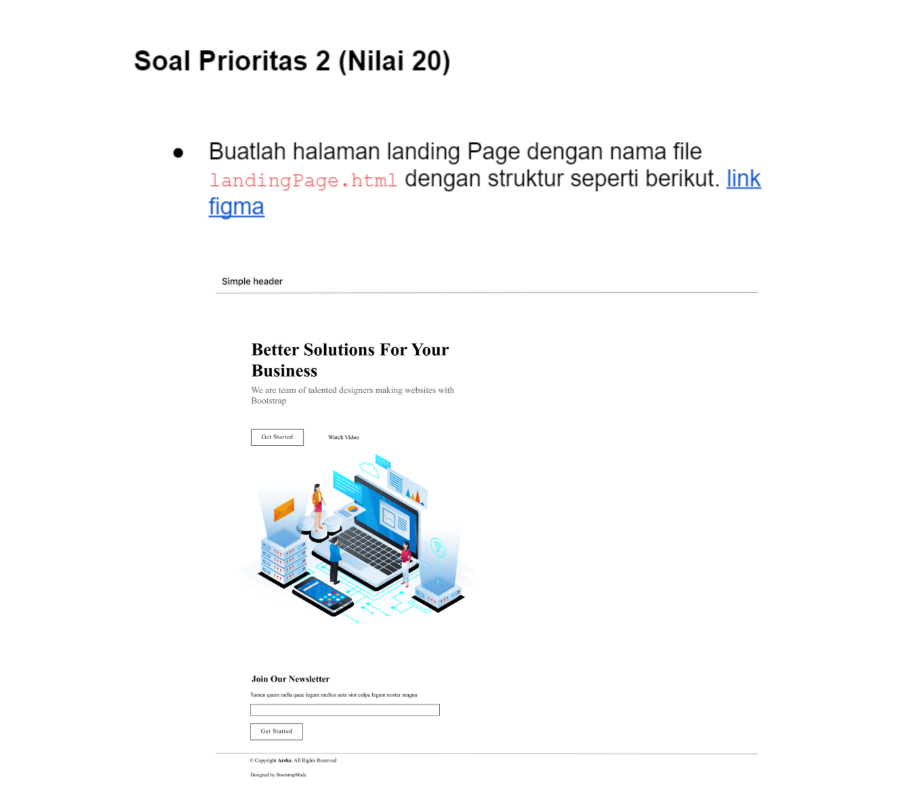 Soal Prioritas 2 (Nilai 20)
● Buatlah halaman landing Page dengan nama file
landingPage.html dengan struktur seperti berikut. link
figma
Simple header
Better Solutions For Your
Business
We are team of talented designers making websites with
Bootstrap
Get Started Watch Video
Join Our Newsletter
Tamen quem nulla quae legam multos aute sint culpa legam noster magna
Get Started
© Copyright Arsha. All Rights Reserved
Designed by BootstrapMade